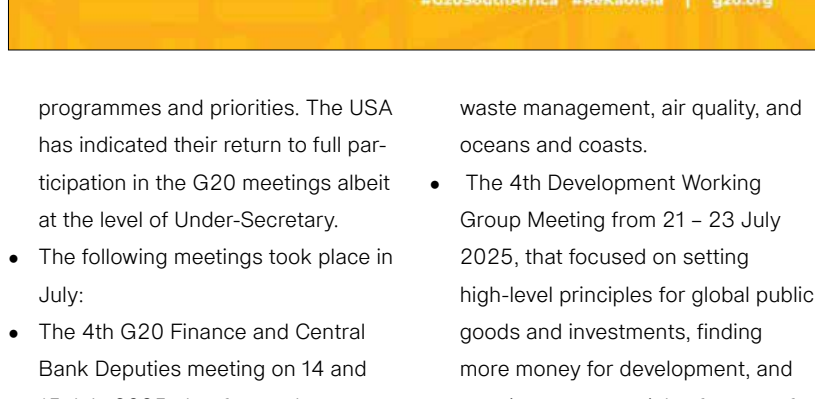 #G20SouthAfrica #ReKaofela | g20.org
programmes and priorities. The USA
has indicated their return to full par-
ticipation in the G20 meetings albeit
at the level of Under-Secretary.
● The following meetings took place in
July:
● The 4th G20 Finance and Central
Bank Deputies meeting on 14 and
waste management, air quality, and
oceans and coasts.
● The 4th Development Working
Group Meeting from 21 – 23 July
2025, that focused on setting
high-level principles for global public
goods and investments, finding
more money for development, and